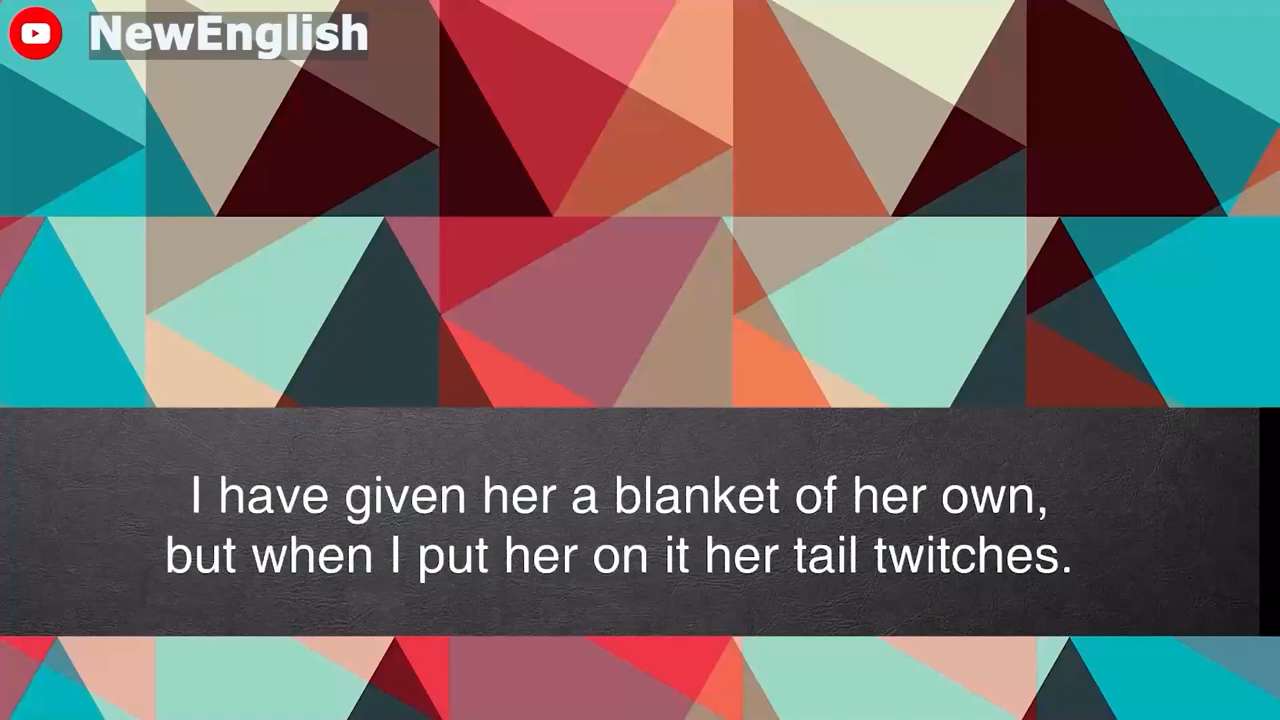 NewEnglish
I have given her a blanket of her own,
but when I put her on it her tail twitches.